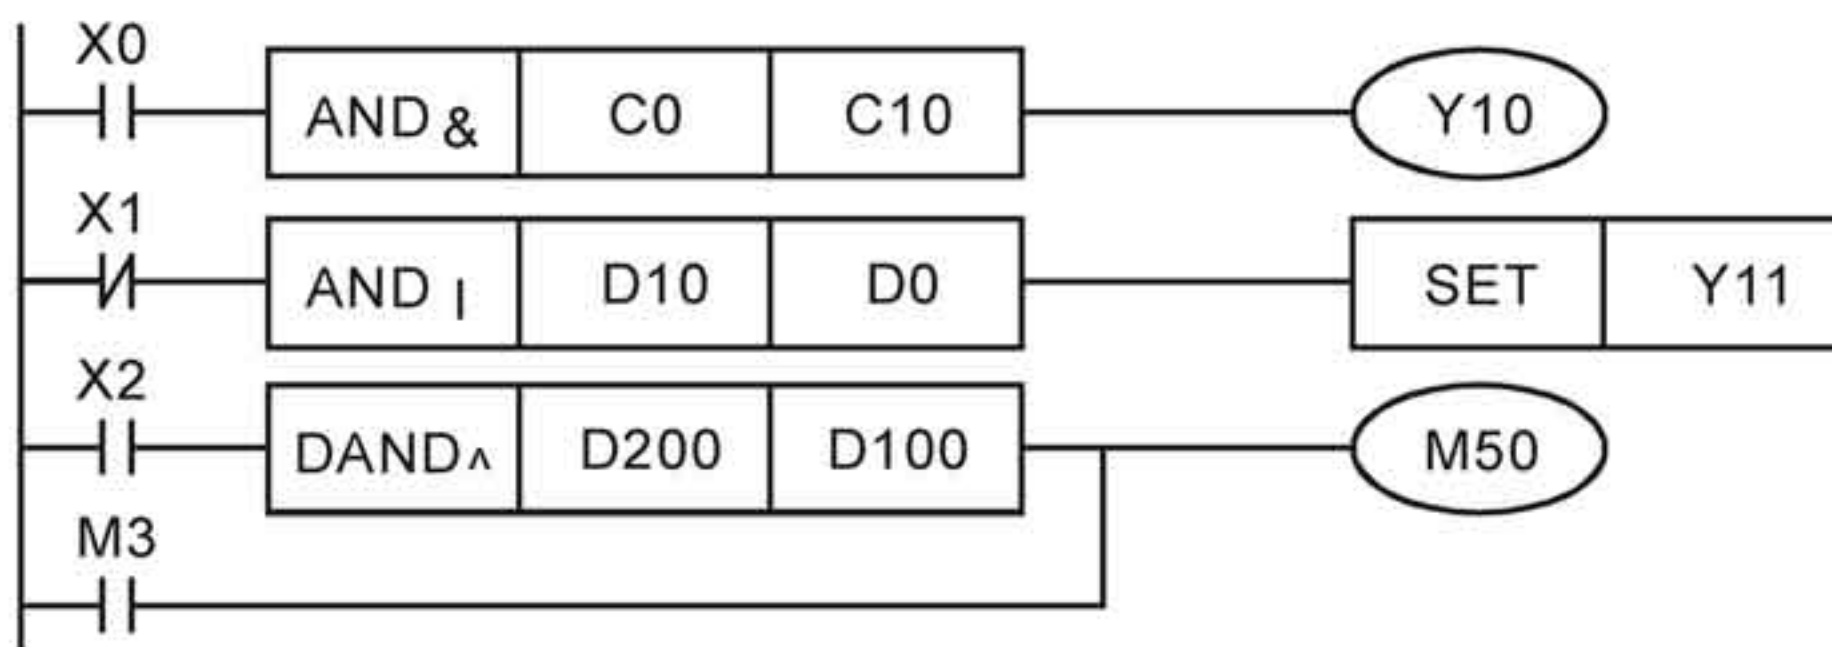 X0
AND & C0 C10 Y10
X1
AND | D10 D0 SET Y11
X2
DAND^ D200 D100 M50
M3